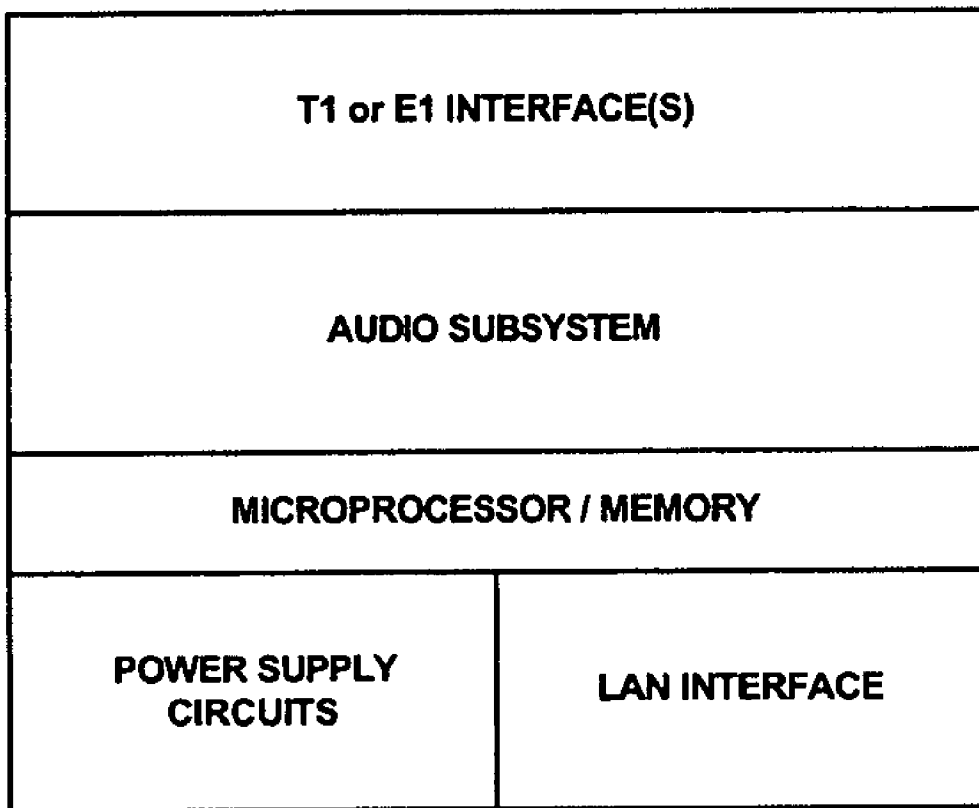 T1 or E1 INTERFACE(S)
AUDIO SUBSYSTEM
MICROPROCESSOR / MEMORY
POWER SUPPLY
CIRCUITS
LAN INTERFACE